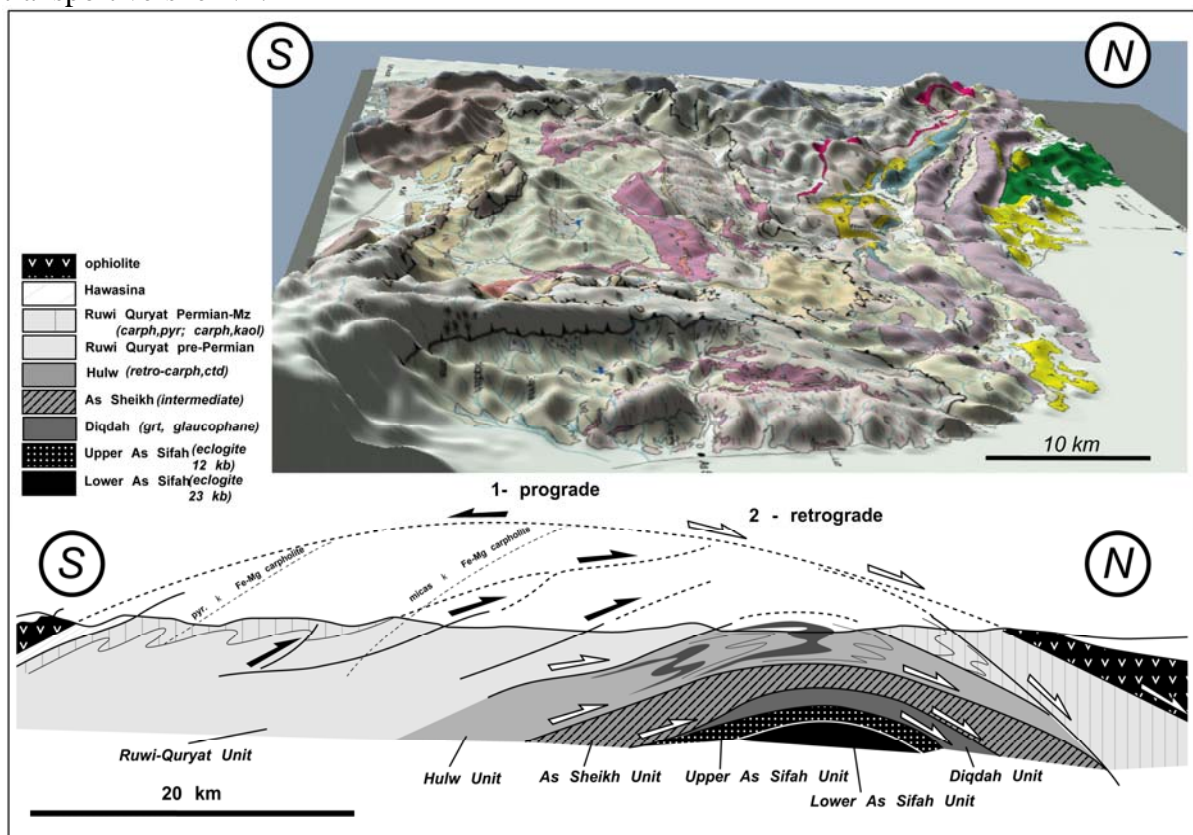 S
N
ophiolite
Hawasina
Ruwi Quryat Permian-Mz
(carph,pyr; carph,kaol)
Ruwi Quryat pre-Permian
Hulw (retro-carph,ctd)
As Sheikh (intermediate)
Diqdah (grt, glaucophane)
Upper As Sifah (eclogite
12 kb)
Lower As Sifah (eclogite
23 kb)
10 km
1- prograde
2 - retrograde
S
N
pyr. k Fe-Mg carpholite
micas k Fe-Mg carpholite
Ruwi-Quryat Unit
Hulw Unit
As Sheikh Unit
Upper As Sifah Unit
Diqdah Unit
Lower As Sifah Unit
20 km